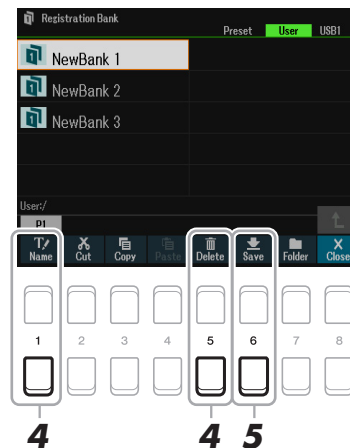 Registration Bank
Preset User USB1
NewBank 1
NewBank 2
NewBank 3
User:/
P1
Name Cut Copy Paste Delete Save Folder Close
1 2 3 4 5 6 7 8
4 4 5